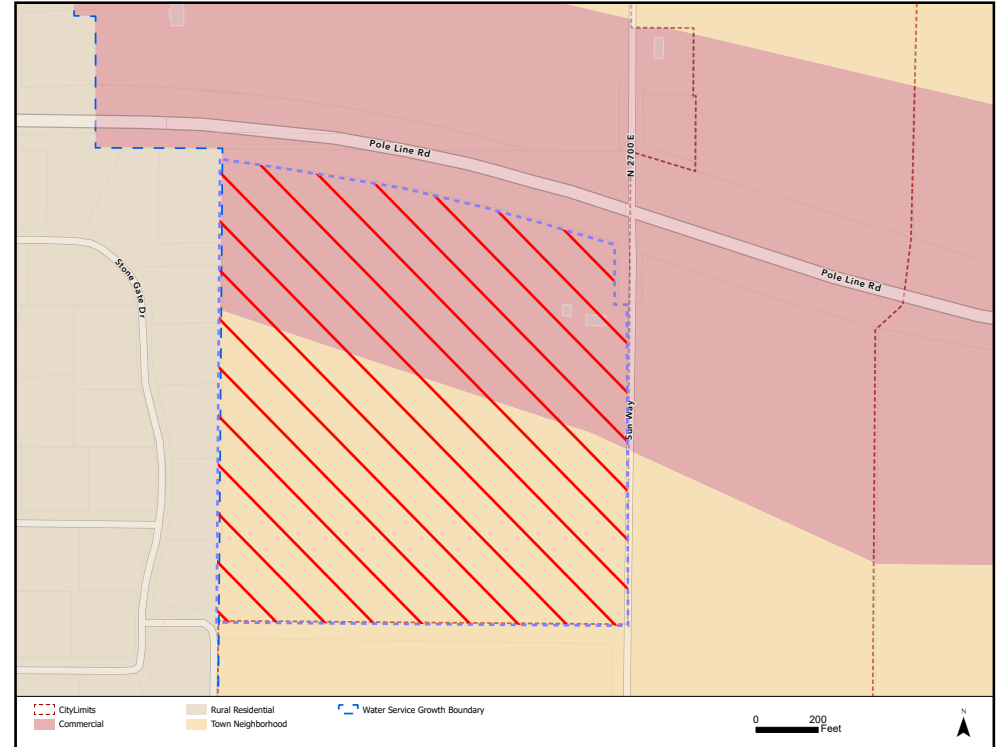 Pole Line Rd
N 2700 E
Stone Gate Dr
Pole Line Rd
Sun Way
CityLimits
Commercial
Rural Residential
Town Neighborhood
Water Service Growth Boundary
0 200
Feet
N